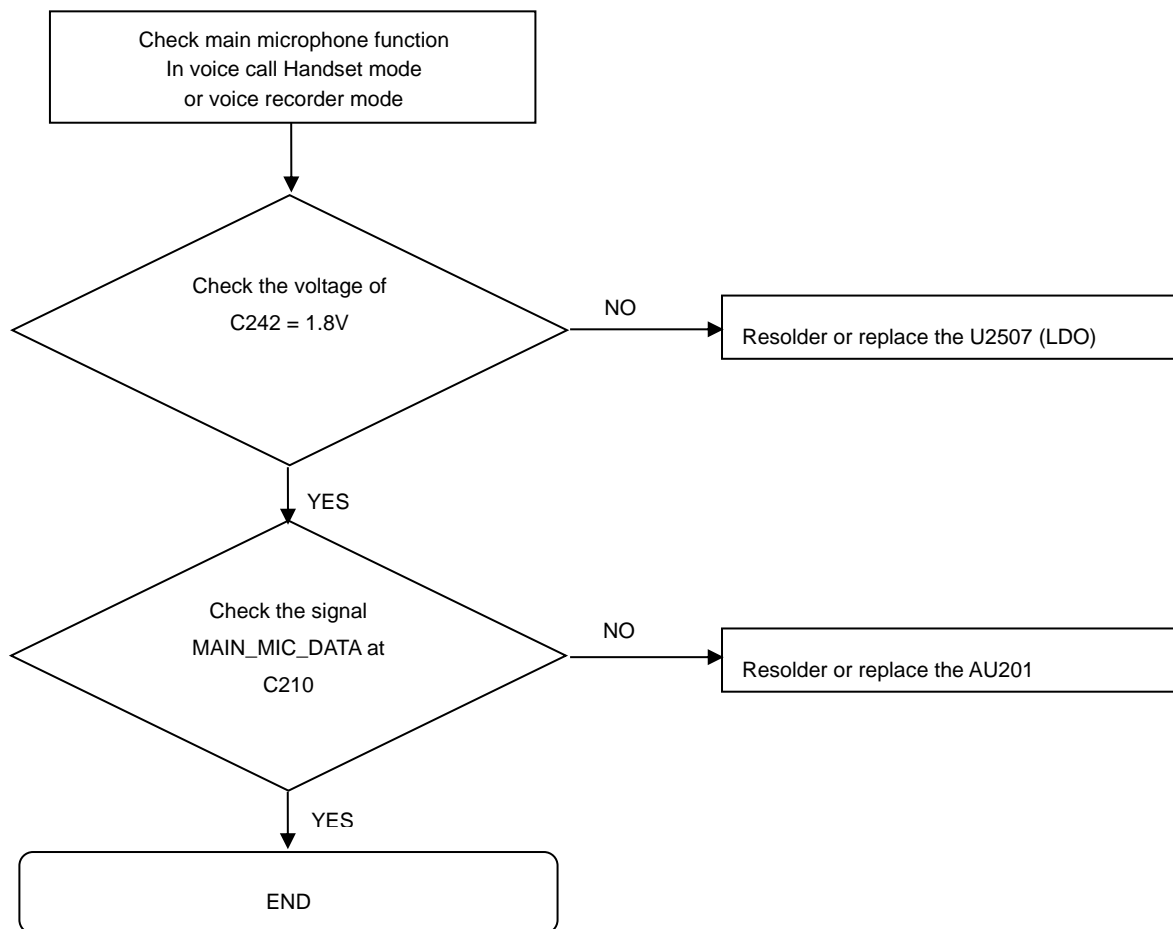 Check main microphone function
In voice call Handset mode
or voice recorder mode
Check the voltage of
C242 = 1.8V
NO
Resolder or replace the U2507 (LDO)
YES
Check the signal
MAIN_MIC_DATA at
C210
NO
Resolder or replace the AU201
YES
END